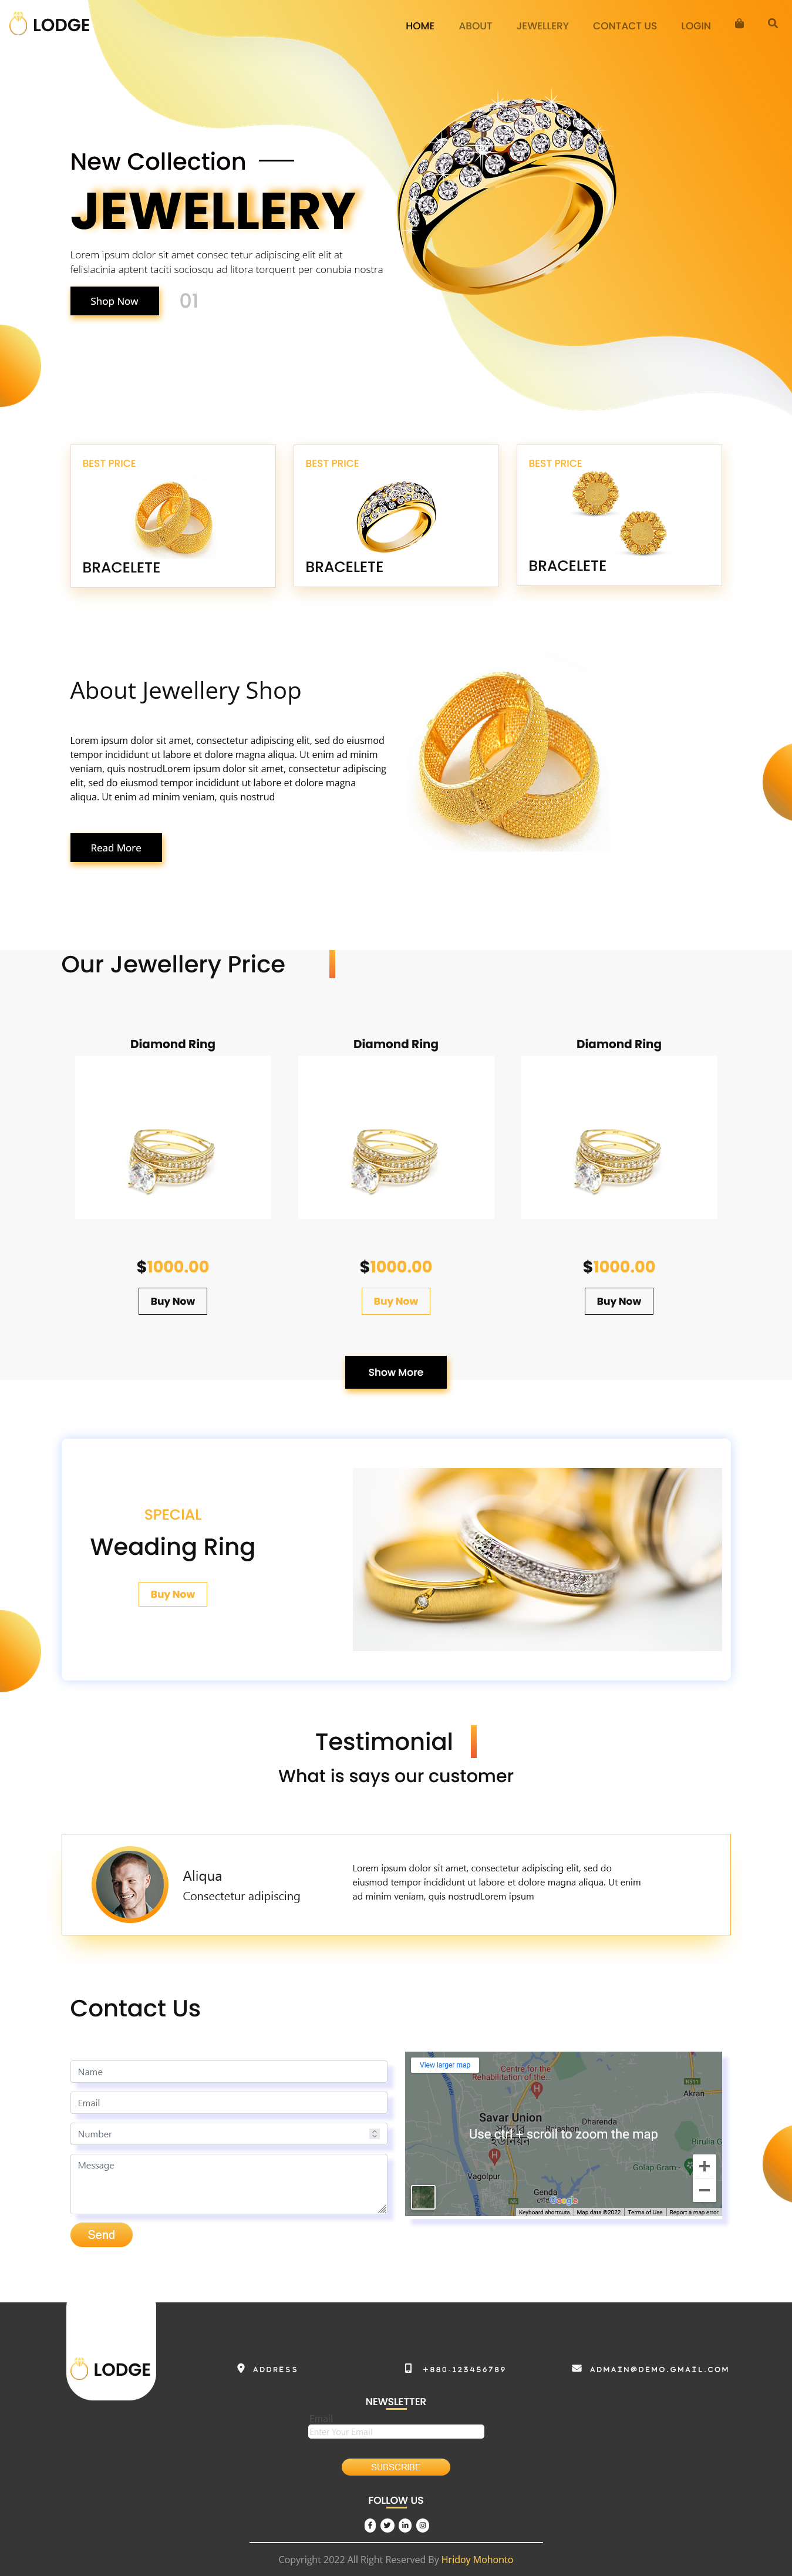 LODGE
HOME ABOUT JEWELLERY CONTACT US LOGIN
New Collection
JEWELLERY
Lorem ipsum dolor sit amet consec tetur adipiscing elit elit at
felislacinia aptent taciti sociosqu ad litora torquent per conubia nostra
Shop Now 01
BEST PRICE
BRACELETE
BEST PRICE
BRACELETE
BEST PRICE
BRACELETE
About Jewellery Shop
Lorem ipsum dolor sit amet, consectetur adipiscing elit, sed do eiusmod
tempor incididunt ut labore et dolore magna aliqua. Ut enim ad minim
veniam, quis nostrudLorem ipsum dolor sit amet, consectetur adipiscing
elit, sed do eiusmod tempor incididunt ut labore et dolore magna
aliqua. Ut enim ad minim veniam, quis nostrud
Read More
Our Jewellery Price
Diamond Ring Diamond Ring Diamond Ring
$1000.00 $1000.00 $1000.00
Buy Now Buy Now Buy Now
Show More
SPECIAL
Weading Ring
Buy Now
Testimonial
What is says our customer
Aliqua
Consectetur adipiscing
Lorem ipsum dolor sit amet, consectetur adipiscing elit, sed do
eiusmod tempor incididunt ut labore et dolore magna aliqua. Ut enim
ad minim veniam, quis nostrudLorem ipsum
Contact Us
Name
Email
Number
Message
Send
View larger map
Centre for the
Rehabilitation of the...
Akran
Savar Union
Dharenda
Use ctrl + scroll to zoom the map
Birulia
Golap Gram
Vagolpur
Genda
Google
Keyboard shortcuts Map data ©2022 Terms of Use Report a map error
LODGE
ADDRESS +880-123456789 ADMAIN@DEMO.GMAIL.COM
NEWSLETTER
Email
Enter Your Email
SUBSCRIBE
FOLLOW US
Copyright 2022 All Right Reserved By Hridoy Mohonto